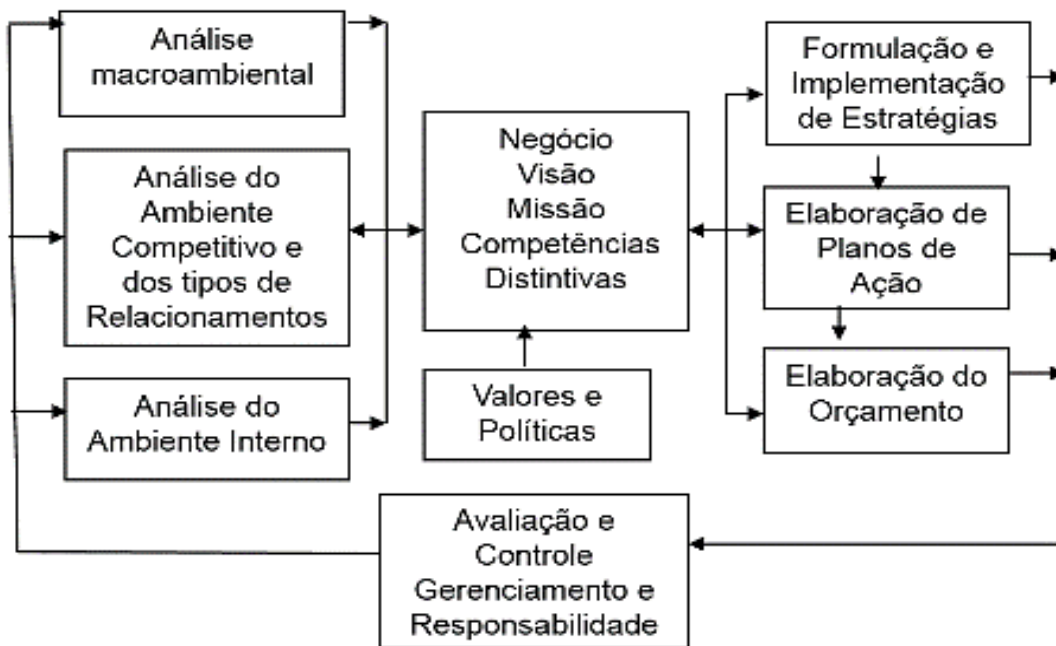 Análise
macroambiental
Análise do
Ambiente
Competitivo e
dos tipos de
Relacionamentos
Análise do
Ambiente Interno
Negócio
Visão
Missão
Competências
Distintivas
Valores e
Políticas
Formulação e
Implementação
de Estratégias
Elaboração de
Planos de
Ação
Elaboração do
Orçamento
Avaliação e
Controle
Gerenciamento e
Responsabilidade